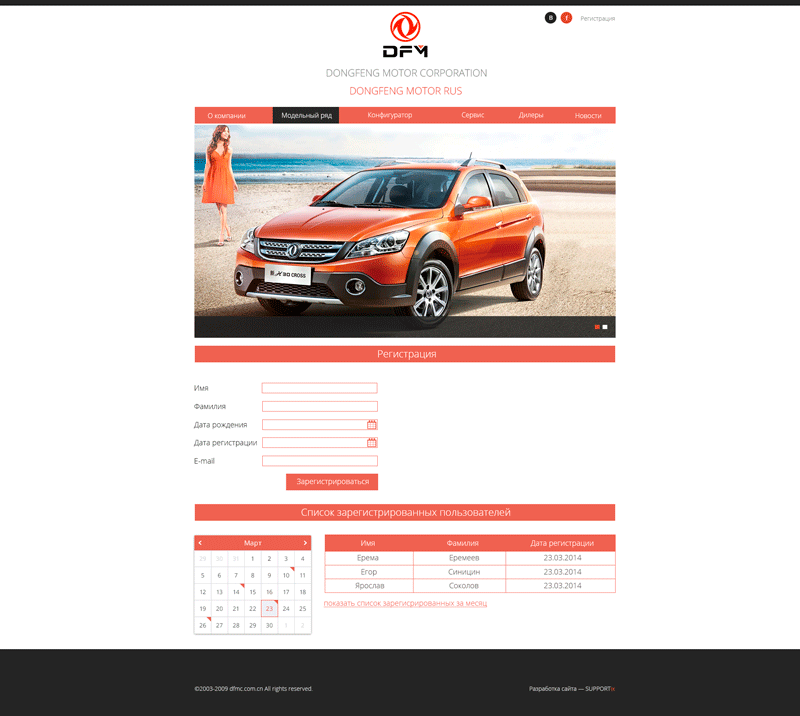 B f Регистрация
DFM
DONGFENG MOTOR CORPORATION
DONGFENG MOTOR RUS
О компании Модельный ряд Конфигуратор Сервис Дилеры Новости
CROSS
Регистрация
Имя
Фамилия
Дата рождения
Дата регистрации
E-mail
Зарегистрироваться
Список зарегистрированных пользователей
< Март >
29 30 31 1 2 3 4
5 6 7 8 9 10 11
12 13 14 15 16 17 18
19 20 21 22 23 24 25
26 27 28 29 30 1 2
Имя Фамилия Дата регистрации
Ерема Еремеев 23.03.2014
Егор Синицин 23.03.2014
Ярослав Соколов 23.03.2014
показать список зарегисрированных за месяц
©2003-2009 dfmc.com.cn All rights reserved.
Разработка сайта — SUPPORTit